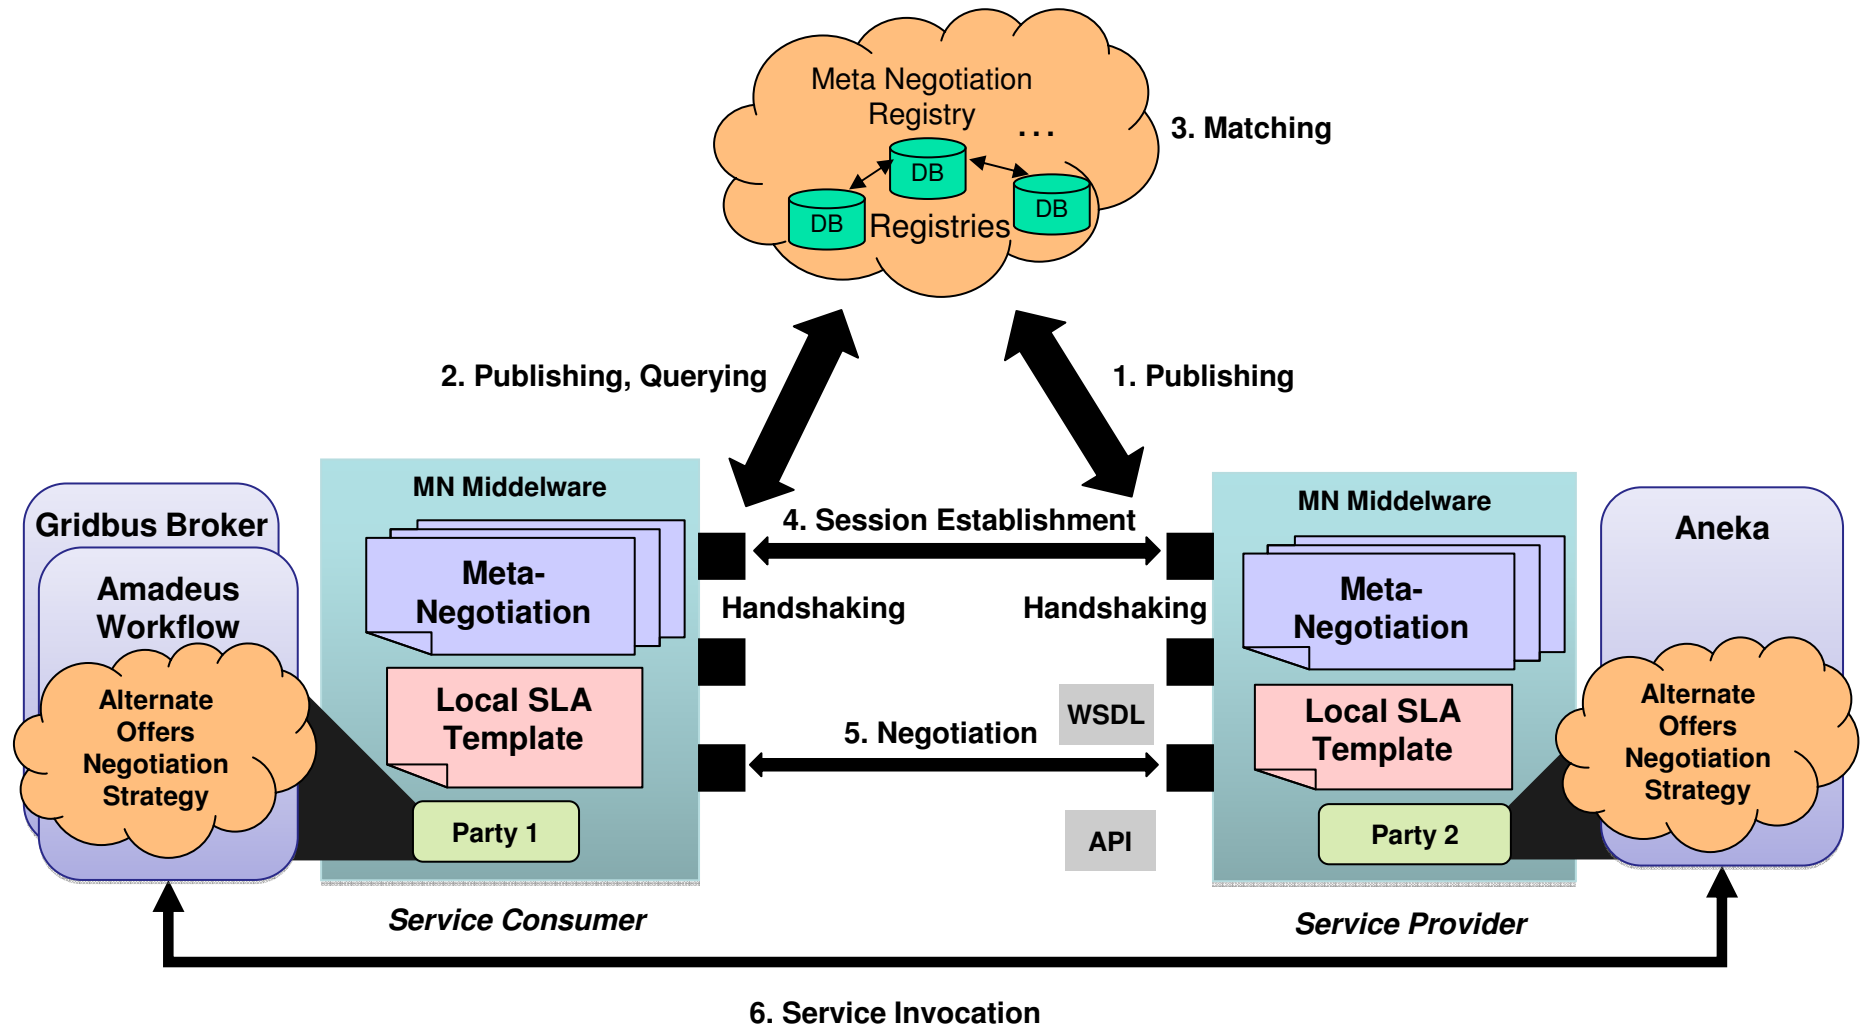 Meta Negotiation
Registry
...
3. Matching
DB
DB
DB
Registries
2. Publishing, Querying
1. Publishing
MN Middelware
MN Middelware
Gridbus Broker
Amadeus
Workflow
Alternate
Offers
Negotiation
Strategy
Meta-
Negotiation
Local SLA
Template
Party 1
4. Session Establishment
Handshaking
Handshaking
WSDL
5. Negotiation
API
Meta-
Negotiation
Local SLA
Template
Party 2
Aneka
Alternate
Offers
Negotiation
Strategy
Service Consumer
Service Provider
6. Service Invocation